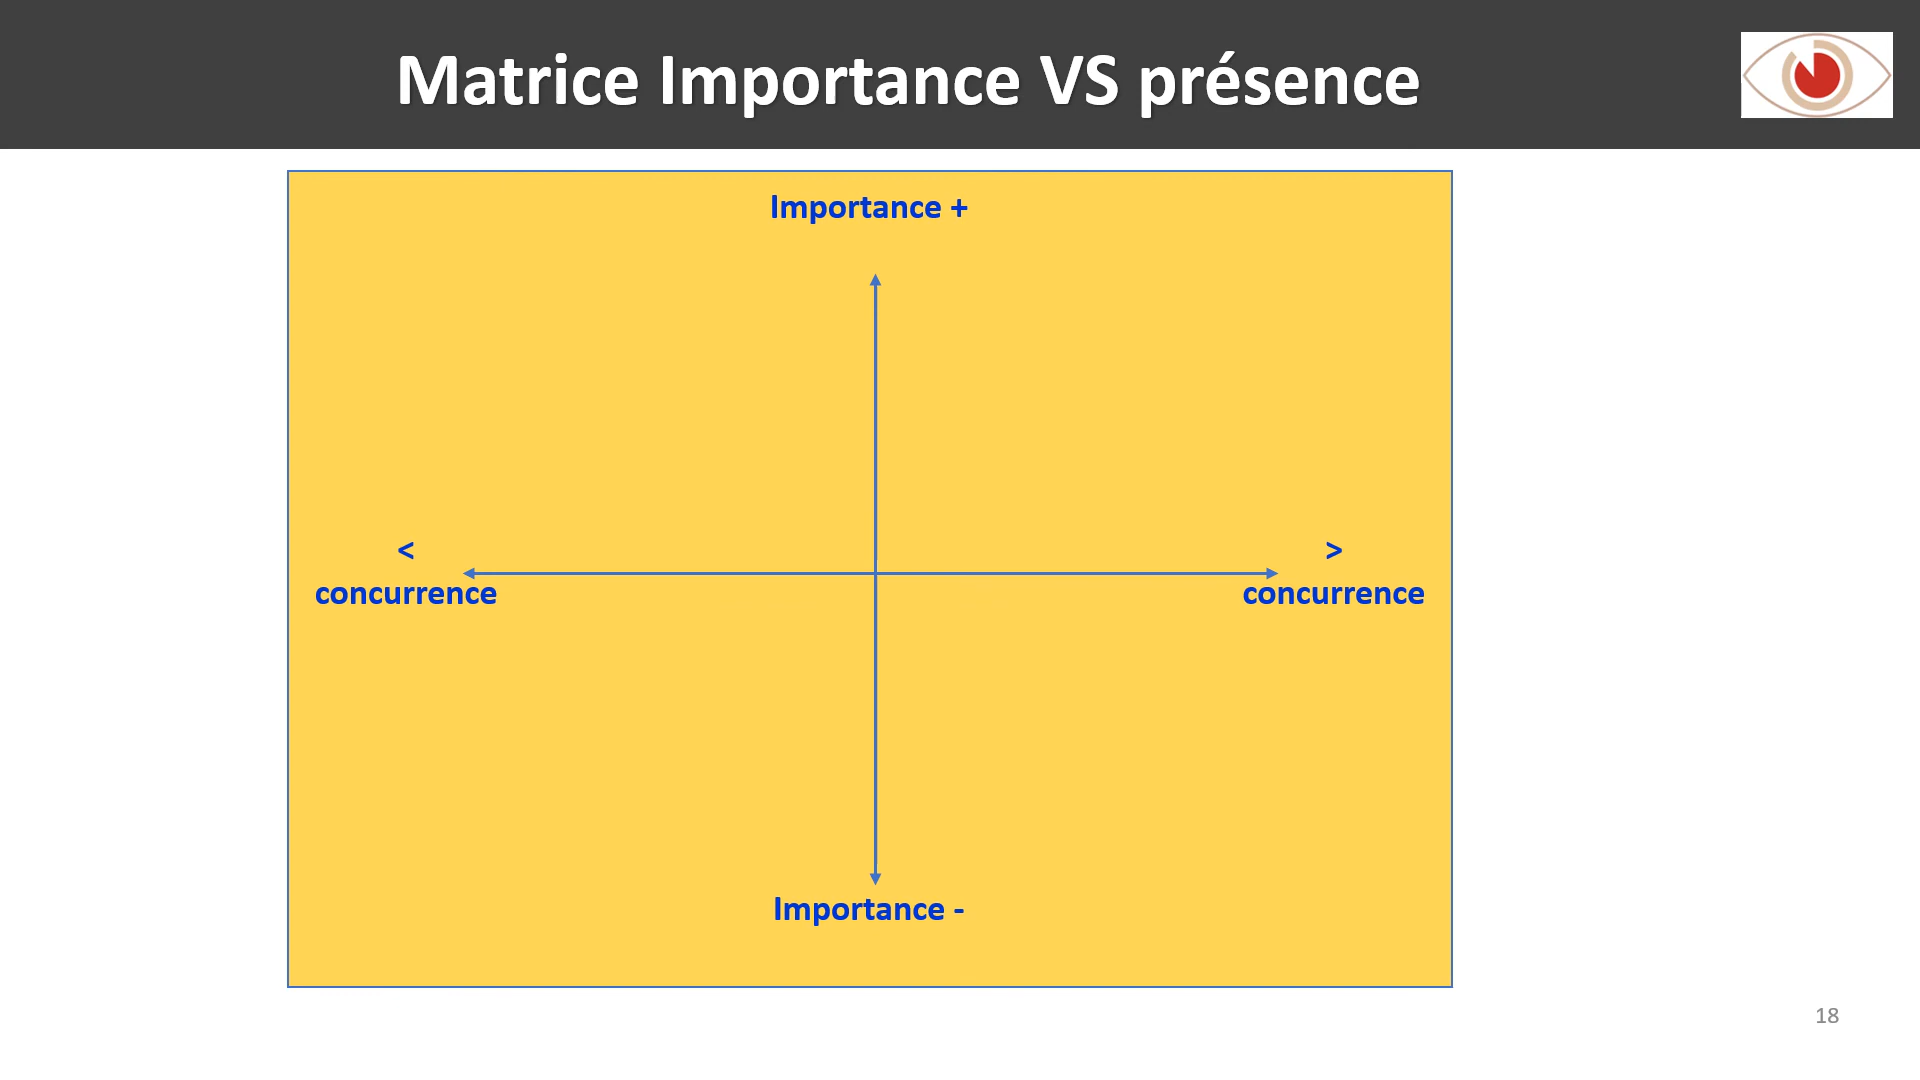 Matrice Importance VS présence
Importance +
<
concurrence
>
concurrence
Importance -
18